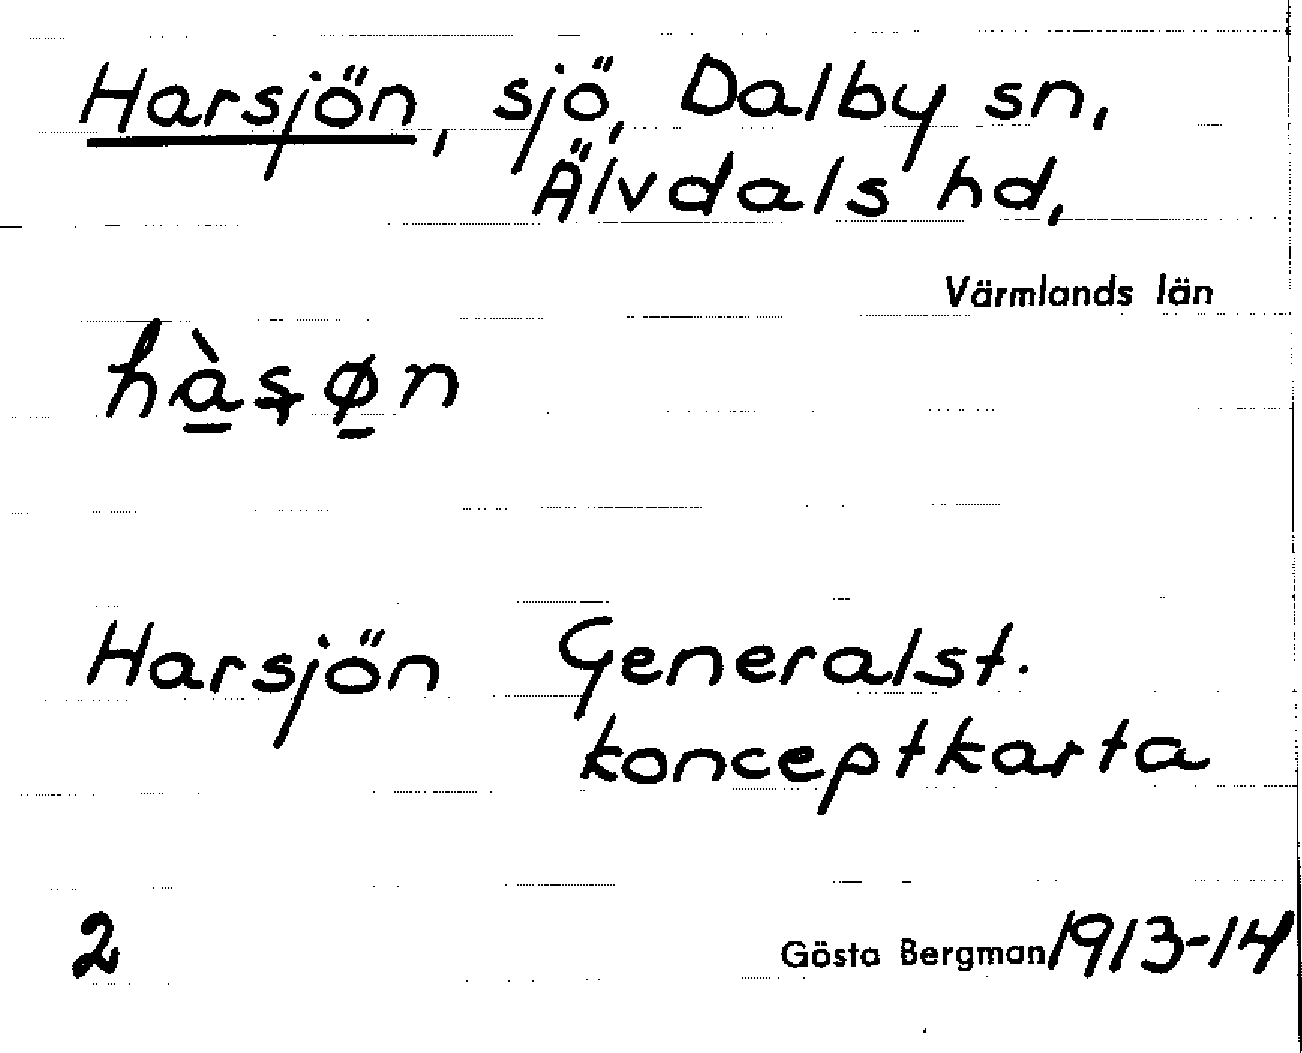 Harsjön, sjö, Dalby sn,
Älvdals hd,
Värmlands län
hàsøn
Harsjön Generalst.
konceptkarta
2 Gösta Bergman 1913-14